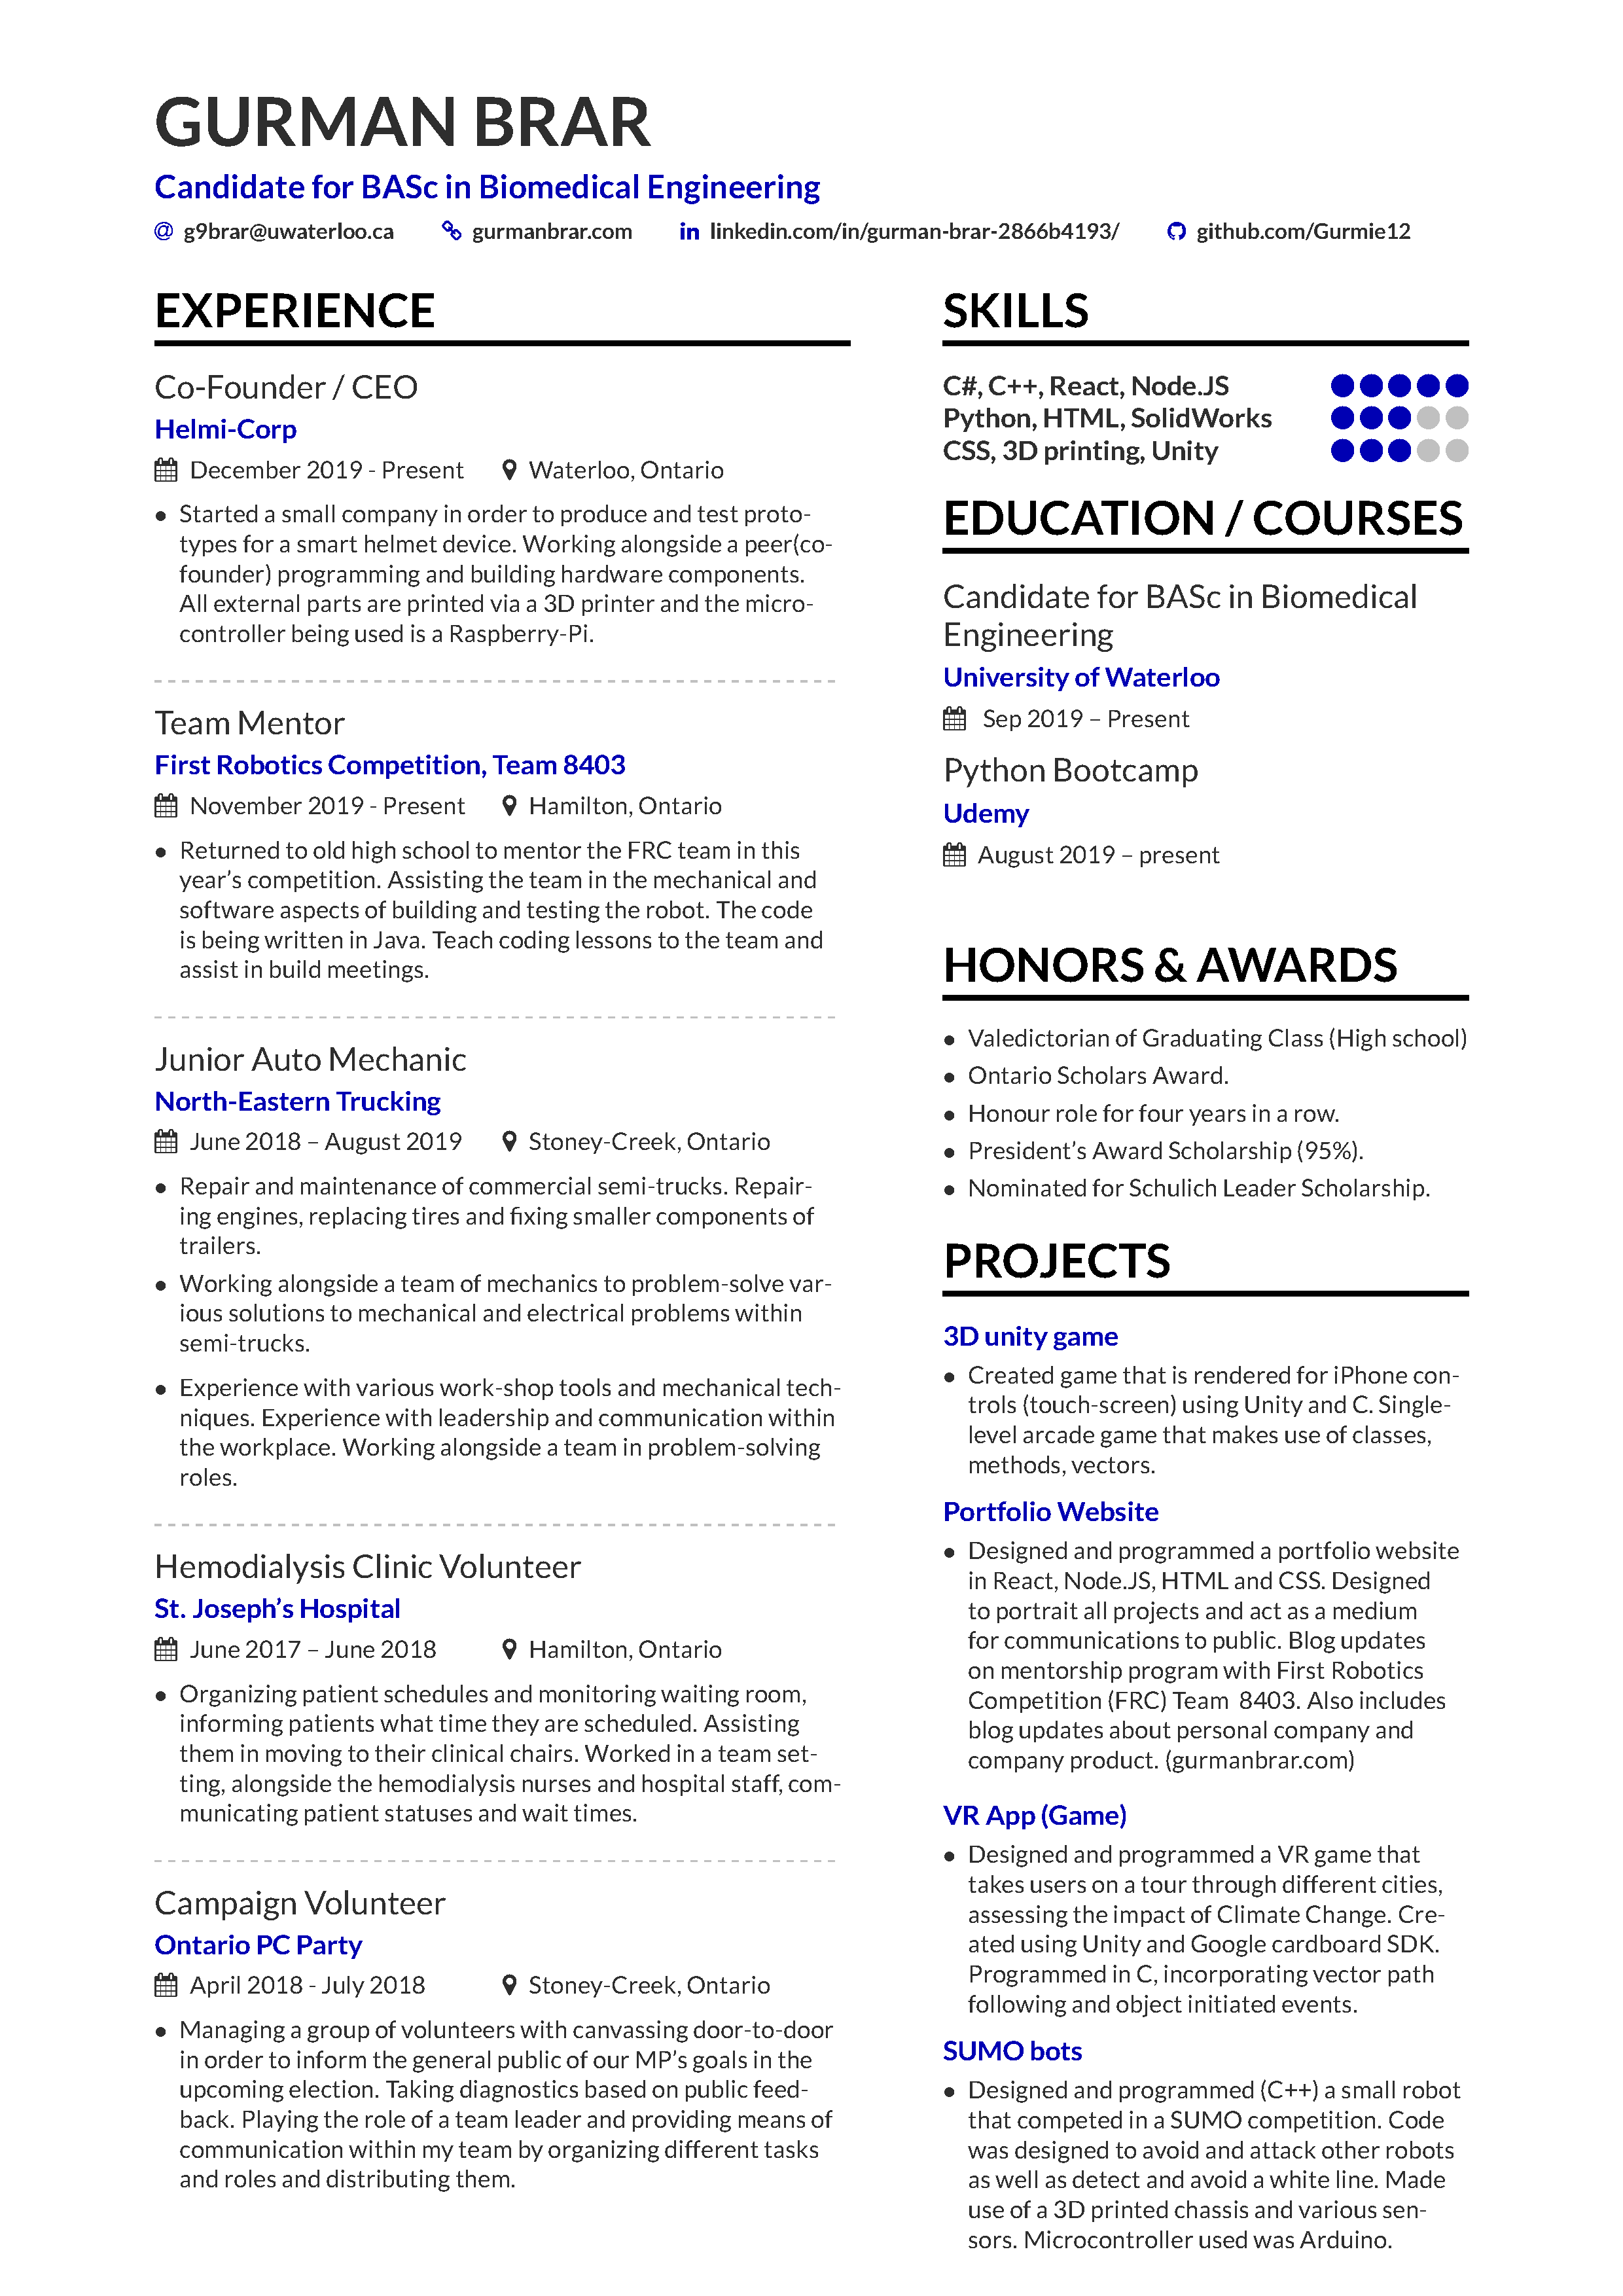 GURMAN BRAR
Candidate for BASc in Biomedical Engineering
@ g9brar@uwaterloo.ca gurmanbrar.com in linkedin.com/in/gurman-brar-2866b4193/ github.com/Gurmie12
EXPERIENCE
Co-Founder / CEO
Helmi-Corp
December 2019 - Present Waterloo, Ontario
• Started a small company in order to produce and test proto-
types for a smart helmet device. Working alongside a peer(co-
founder) programming and building hardware components.
All external parts are printed via a 3D printer and the micro-
controller being used is a Raspberry-Pi.
Team Mentor
First Robotics Competition, Team 8403
November 2019 - Present Hamilton, Ontario
• Returned to old high school to mentor the FRC team in this
year's competition. Assisting the team in the mechanical and
software aspects of building and testing the robot. The code
is being written in Java. Teach coding lessons to the team and
assist in build meetings.
Junior Auto Mechanic
North-Eastern Trucking
June 2018 – August 2019 Stoney-Creek, Ontario
• Repair and maintenance of commercial semi-trucks. Repair-
ing engines, replacing tires and fixing smaller components of
trailers.
• Working alongside a team of mechanics to problem-solve var-
ious solutions to mechanical and electrical problems within
semi-trucks.
• Experience with various work-shop tools and mechanical tech-
niques. Experience with leadership and communication within
the workplace. Working alongside a team in problem-solving
roles.
Hemodialysis Clinic Volunteer
St. Joseph's Hospital
June 2017 – June 2018 Hamilton, Ontario
• Organizing patient schedules and monitoring waiting room,
informing patients what time they are scheduled. Assisting
them in moving to their clinical chairs. Worked in a team set-
ting, alongside the hemodialysis nurses and hospital staff, com-
municating patient statuses and wait times.
Campaign Volunteer
Ontario PC Party
April 2018 - July 2018 Stoney-Creek, Ontario
• Managing a group of volunteers with canvassing door-to-door
in order to inform the general public of our MP's goals in the
upcoming election. Taking diagnostics based on public feed-
back. Playing the role of a team leader and providing means of
communication within my team by organizing different tasks
and roles and distributing them.
SKILLS
C#, C++, React, Node.JS
Python, HTML, SolidWorks
CSS, 3D printing, Unity
EDUCATION / COURSES
Candidate for BASc in Biomedical
Engineering
University of Waterloo
Sep 2019 – Present
Python Bootcamp
Udemy
August 2019 – present
HONORS & AWARDS
• Valedictorian of Graduating Class (High school)
• Ontario Scholars Award.
• Honour role for four years in a row.
• President's Award Scholarship (95%).
• Nominated for Schulich Leader Scholarship.
PROJECTS
3D unity game
• Created game that is rendered for iPhone con-
trols (touch-screen) using Unity and C. Single-
level arcade game that makes use of classes,
methods, vectors.
Portfolio Website
• Designed and programmed a portfolio website
in React, Node.JS, HTML and CSS. Designed
to portrait all projects and act as a medium
for communications to public. Blog updates
on mentorship program with First Robotics
Competition (FRC) Team 8403. Also includes
blog updates about personal company and
company product. (gurmanbrar.com)
VR App (Game)
• Designed and programmed a VR game that
takes users on a tour through different cities,
assessing the impact of Climate Change. Cre-
ated using Unity and Google cardboard SDK.
Programmed in C, incorporating vector path
following and object initiated events.
SUMO bots
• Designed and programmed (C++) a small robot
that competed in a SUMO competition. Code
was designed to avoid and attack other robots
as well as detect and avoid a white line. Made
use of a 3D printed chassis and various sen-
sors. Microcontroller used was Arduino.